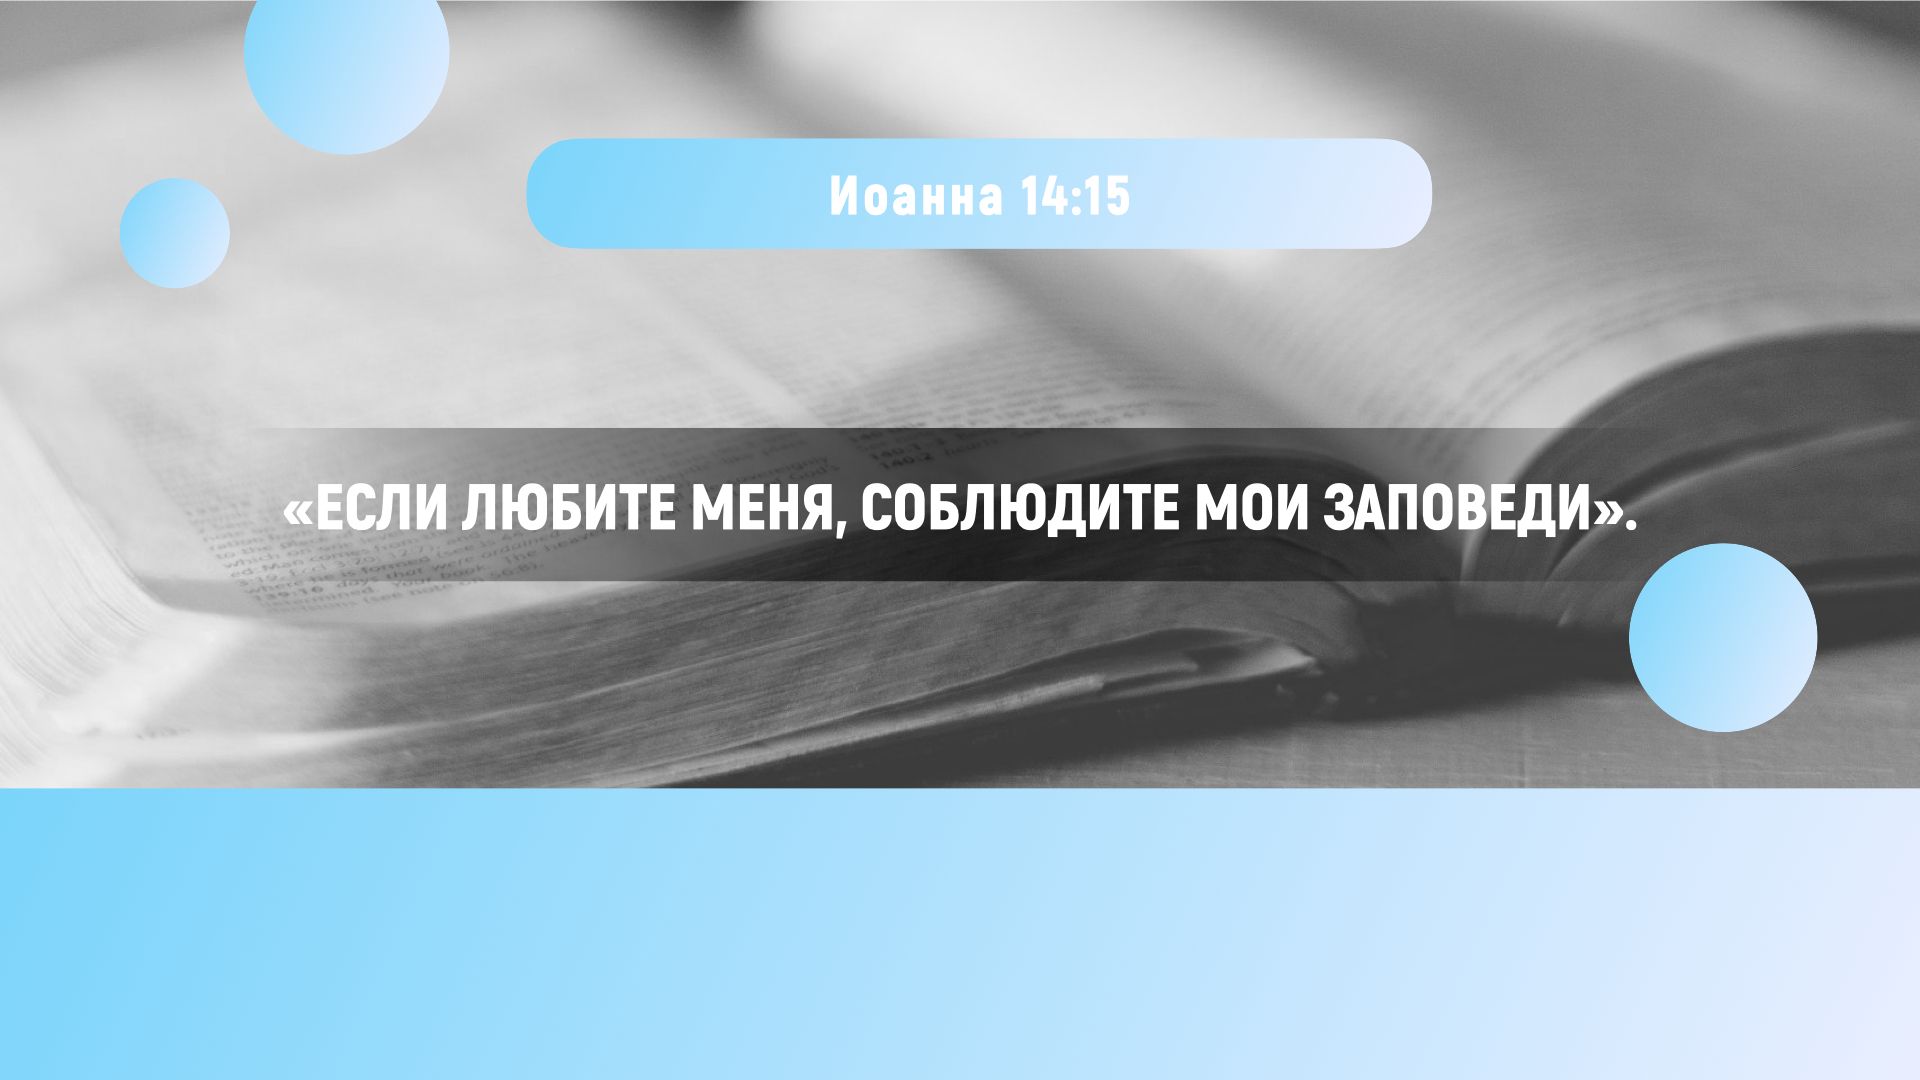 Иоанна 14:15
«ЕСЛИ ЛЮБИТЕ МЕНЯ, СОБЛЮДИТЕ МОИ ЗАПОВЕДИ».